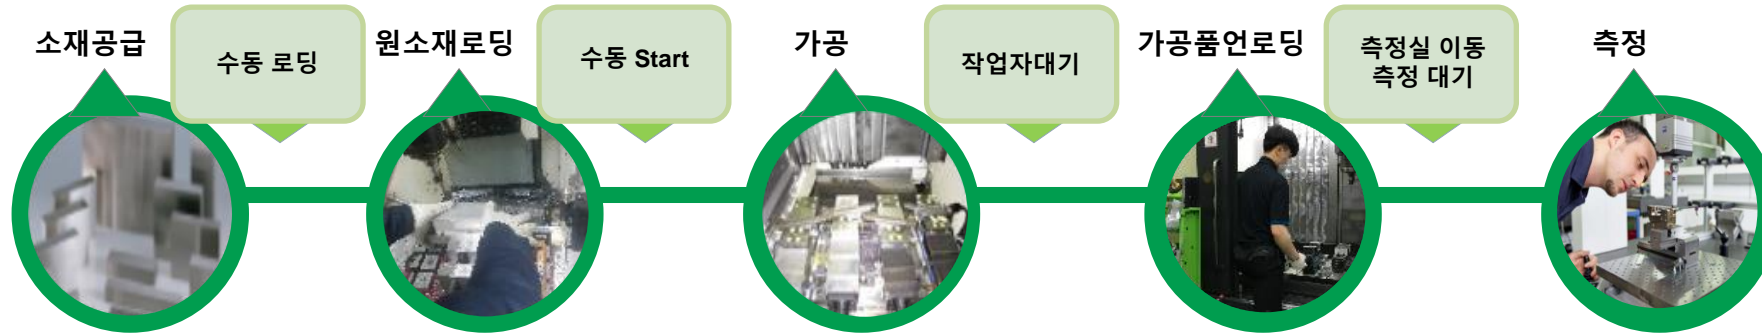 소재공급
수동 로딩
원소재로딩
수동 Start
가공
작업자대기
가공품언로딩
측정실 이동
측정 대기
측정